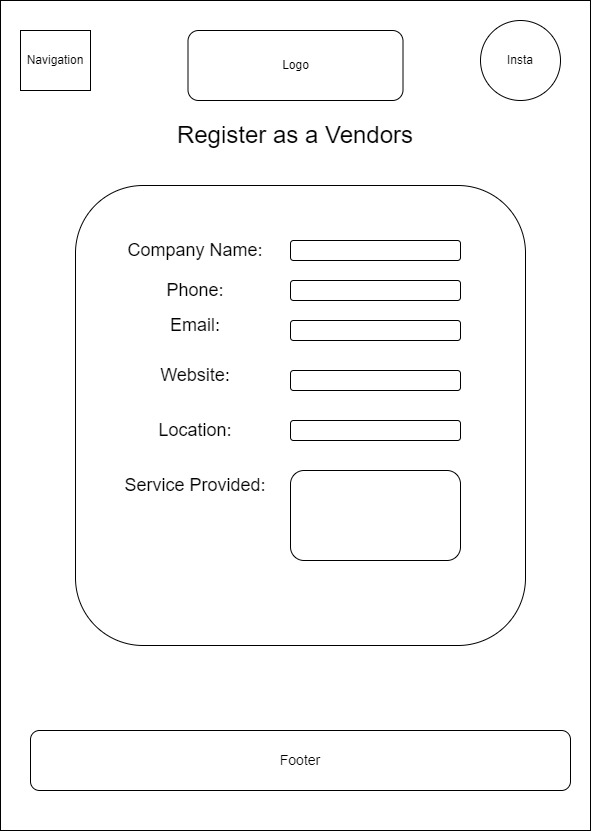 Navigation
Logo
Insta
Register as a Vendors
Company Name:
Phone:
Email:
Website:
Location:
Service Provided:
Footer